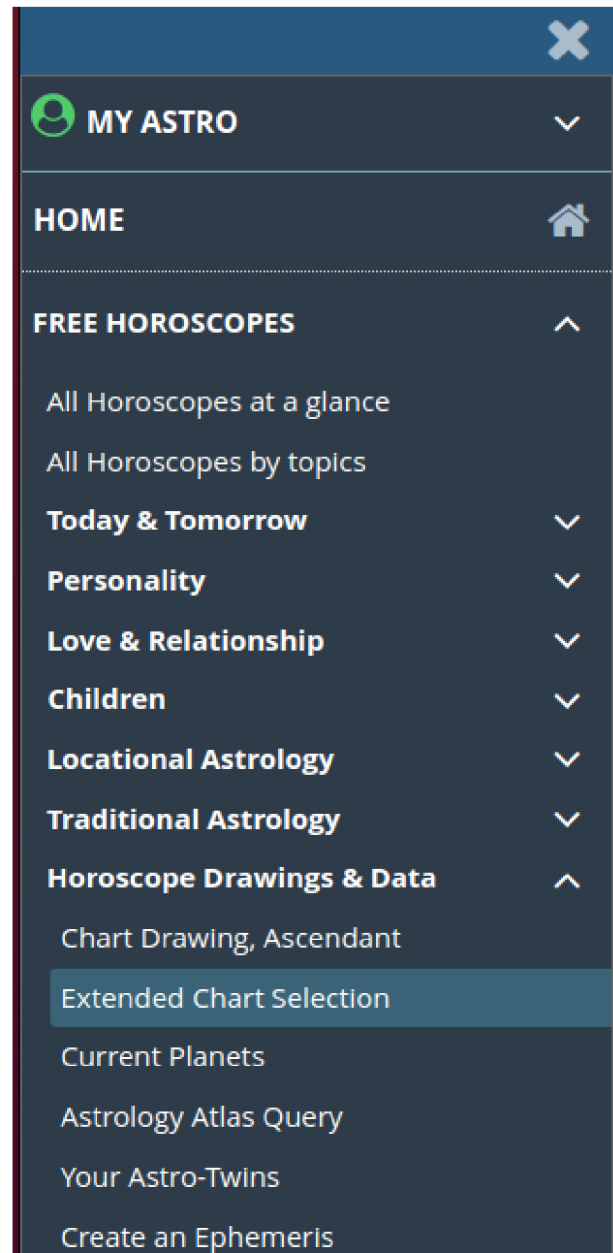 MY ASTRO
HOME
FREE HOROSCOPES
All Horoscopes at a glance
All Horoscopes by topics
Today & Tomorrow
Personality
Love & Relationship
Children
Locational Astrology
Traditional Astrology
Horoscope Drawings & Data
Chart Drawing, Ascendant
Extended Chart Selection
Current Planets
Astrology Atlas Query
Your Astro-Twins
Create an Ephemeris